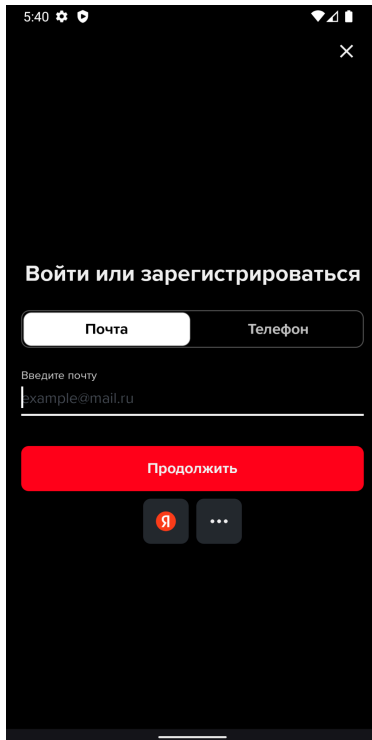 5:40
Войти или зарегистрироваться
Почта
Телефон
Введите почту
example@mail.ru
Продолжить
Я